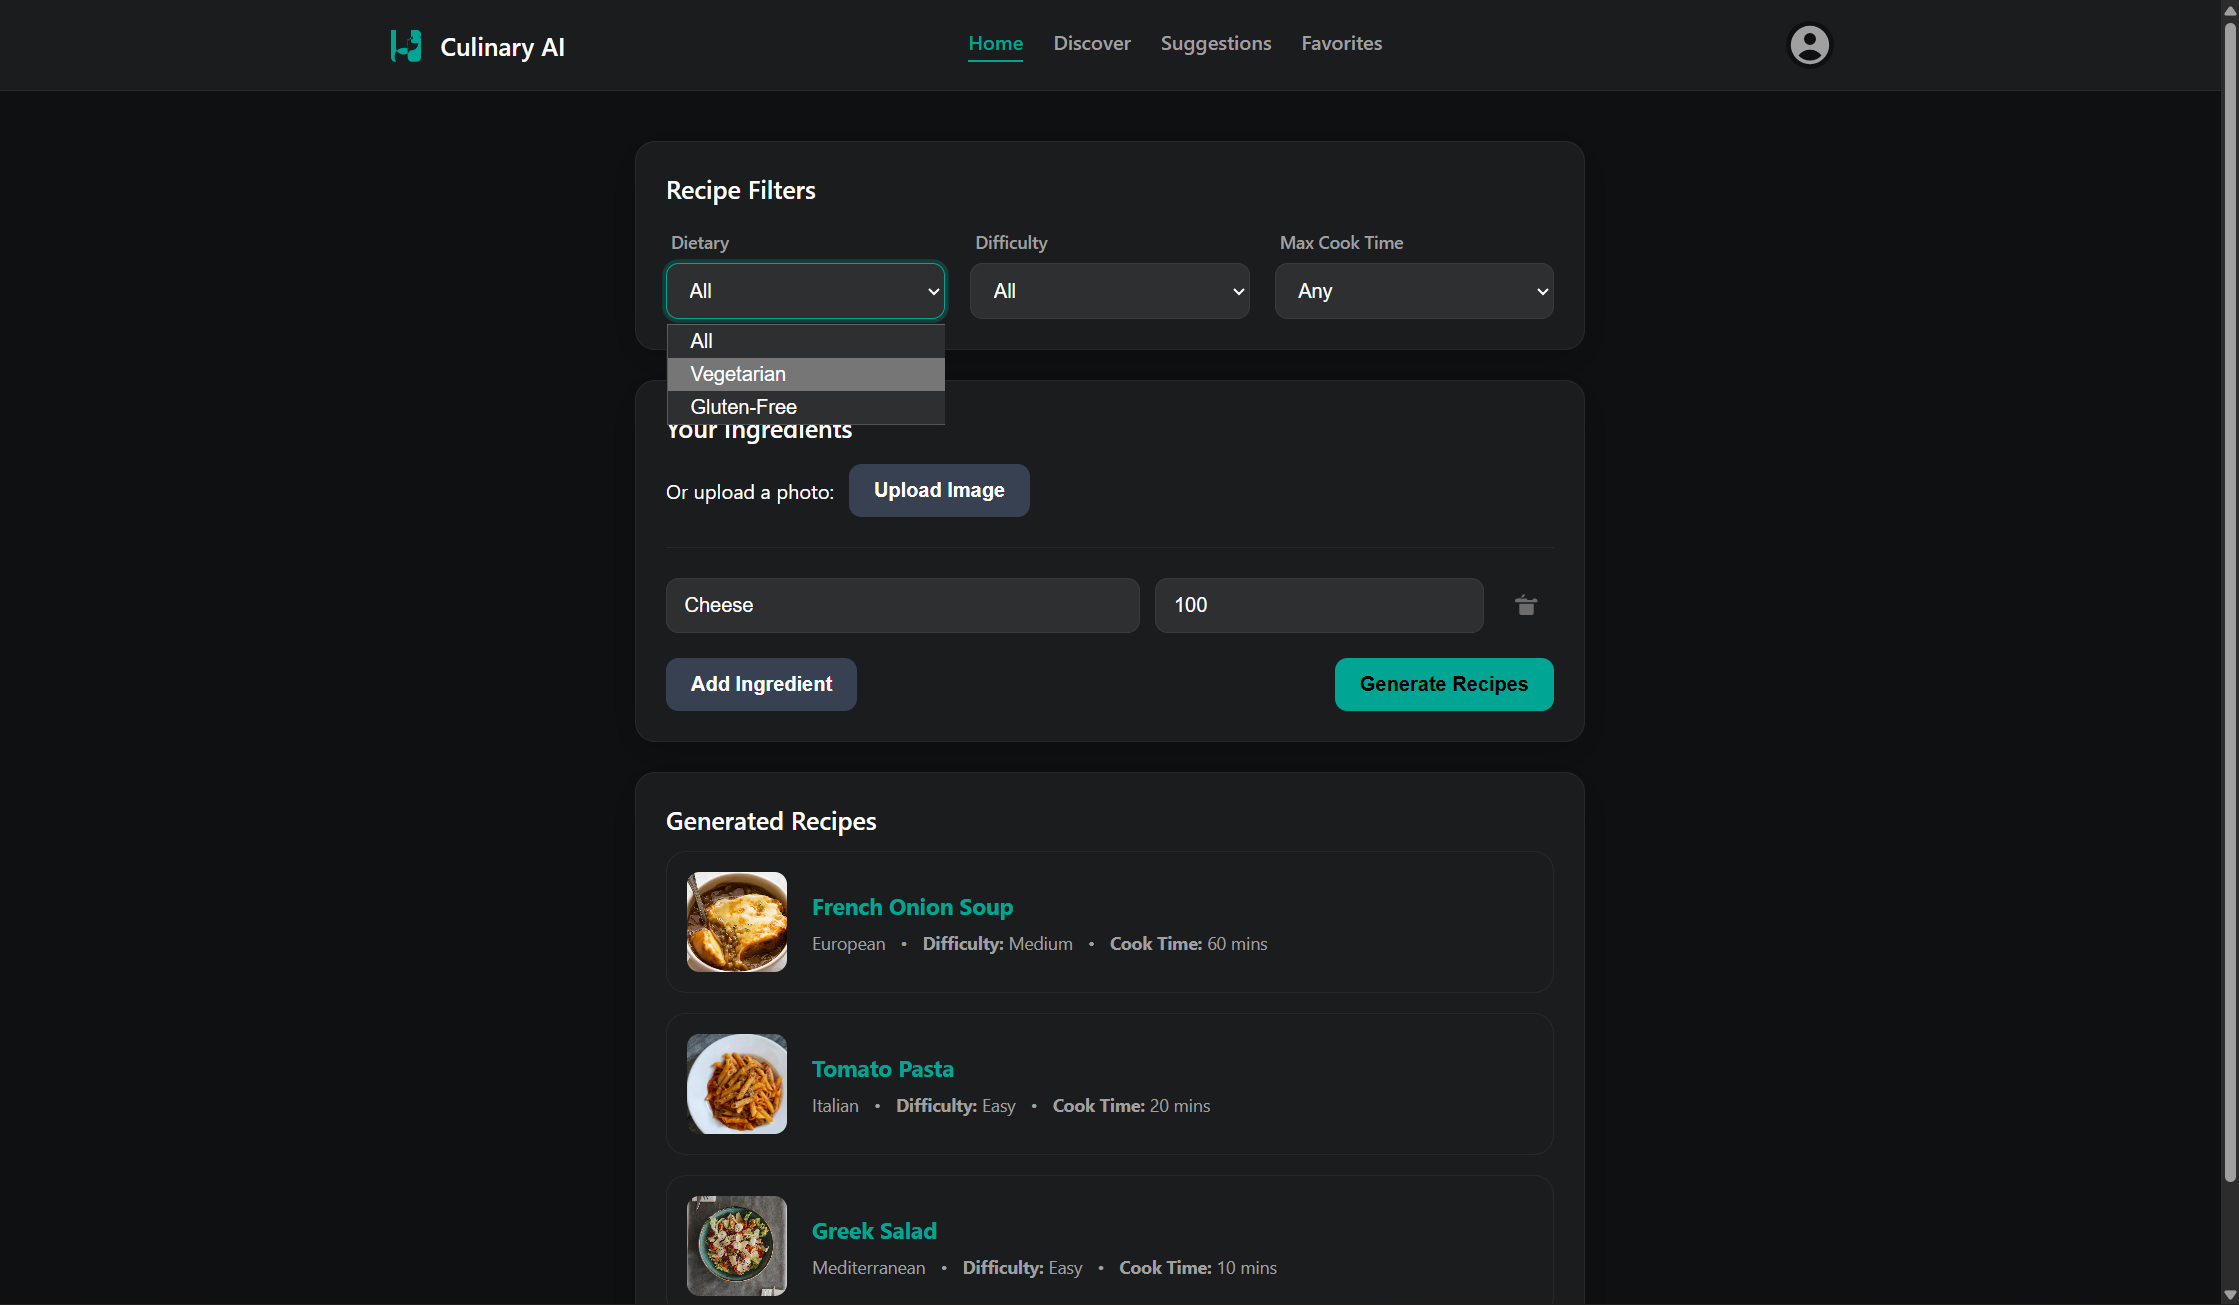 Culinary AI
Home Discover Suggestions Favorites
Recipe Filters
Dietary Difficulty Max Cook Time
All All Any
All
Vegetarian
Gluten-Free
Your Ingredients
Or upload a photo: Upload Image
Cheese 100
Add Ingredient Generate Recipes
Generated Recipes
French Onion Soup
European • Difficulty: Medium • Cook Time: 60 mins
Tomato Pasta
Italian • Difficulty: Easy • Cook Time: 20 mins
Greek Salad
Mediterranean • Difficulty: Easy • Cook Time: 10 mins